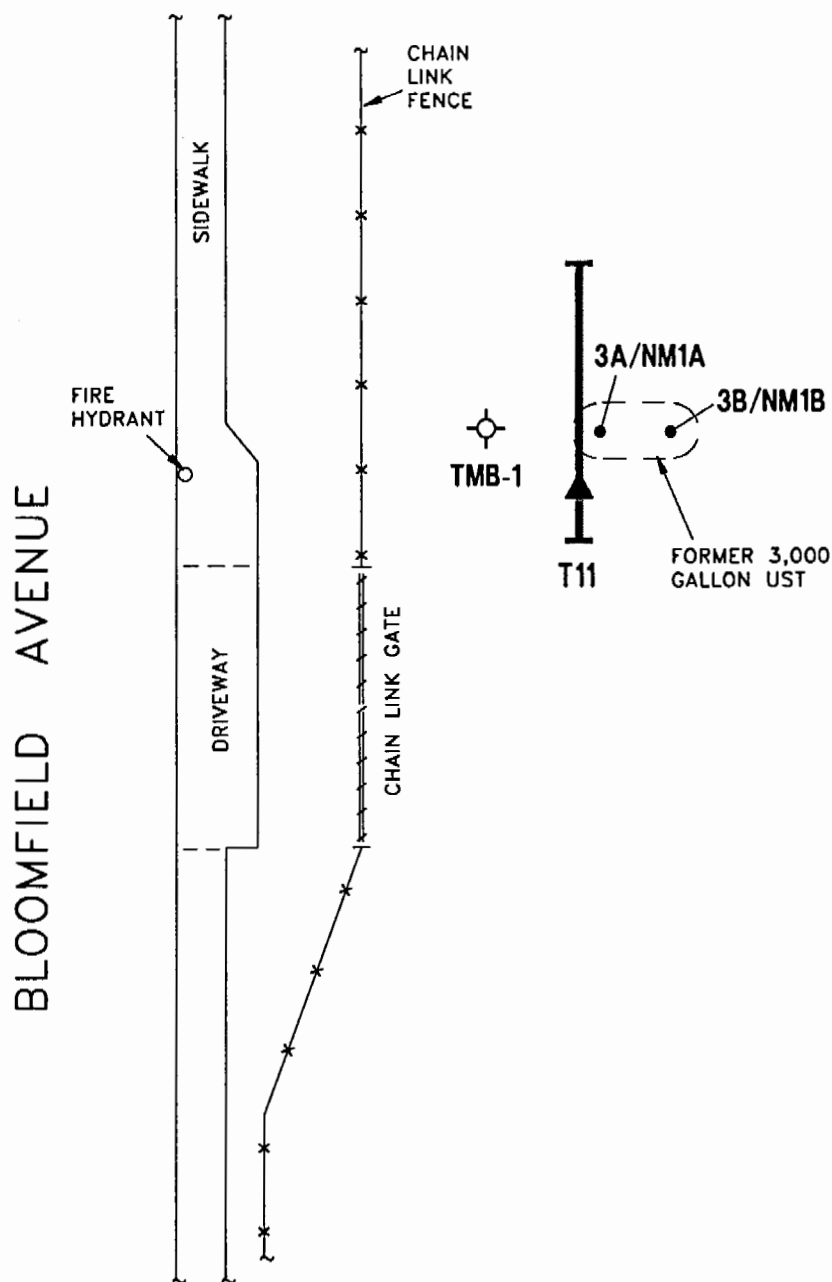 CHAIN
LINK
FENCE
SIDEWALK
3A/NM1A
3B/NM1B
FIRE
HYDRANT
TMB-1
BLOOMFIELD AVENUE
FORMER 3,000
GALLON UST
T11
DRIVEWAY
CHAIN LINK GATE